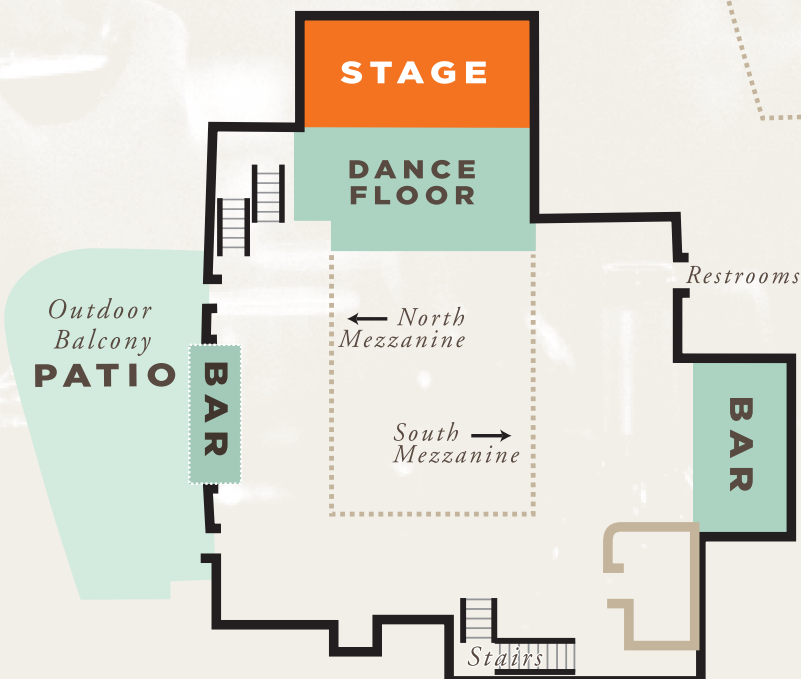 STAGE
DANCE
FLOOR
Restrooms
Outdoor
Balcony
PATIO
North
Mezzanine
BAR
South
Mezzanine
BAR
Stairs